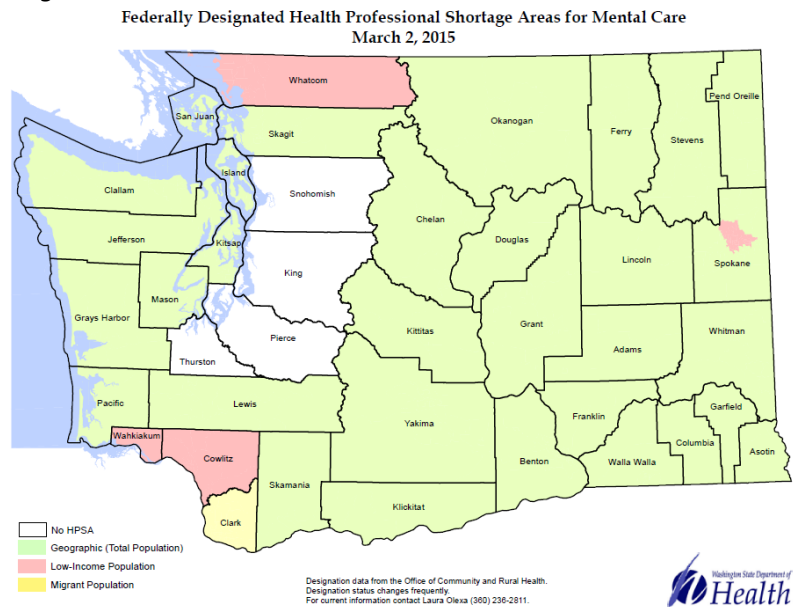 Federally Designated Health Professional Shortage Areas for Mental Care
March 2, 2015
Whatcom
San Juan
Skagit
Okanogan
Ferry
Stevens
Pend Oreille
Island
Snohomish
Clallam
Chelan
Douglas
Jefferson
Kitsap
King
Lincoln
Spokane
Mason
Grays Harbor
Kittitas
Grant
Pierce
Thurston
Adams
Whitman
Pacific
Lewis
Yakima
Franklin
Garfield
Wahkiakum
Cowlitz
Benton
Walla Walla
Columbia
Asotin
Skamania
Klickitat
Clark
No HPSA
Geographic (Total Population)
Low-Income Population
Migrant Population
Designation data from the Office of Community and Rural Health.
Designation status changes frequently.
For current information contact Laura Olexa (360) 236-2811.
Washington State Department of
Health